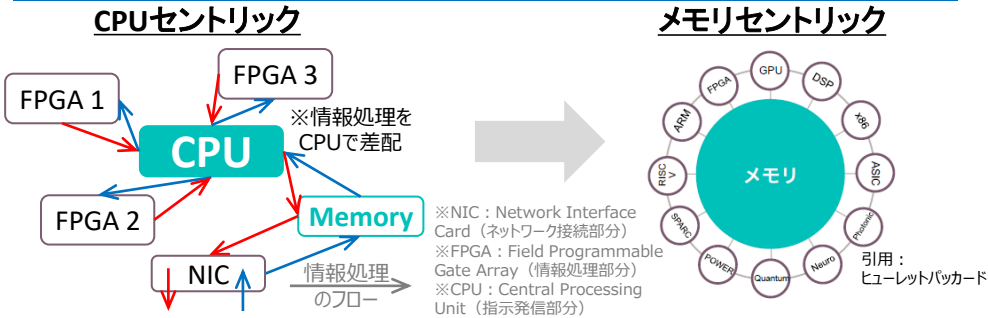 CPUセントリック
FPGA 1
FPGA 3
※情報処理を
CPUで差配
CPU
FPGA 2
Memory
NIC
情報処理
のフロー
※NIC：Network Interface
Card（ネットワーク接続部分）
※FPGA：Field Programmable
Gate Array（情報処理部分）
※CPU：Central Processing
Unit（指示発信部分）
メモリセントリック
GPU
DSP
x86
ASIC
Photonic
Neuro
Quantum
POWER
SPARC
RISC
V
ARM
FPGA
メモリ
引用：
ヒューレットパッカード